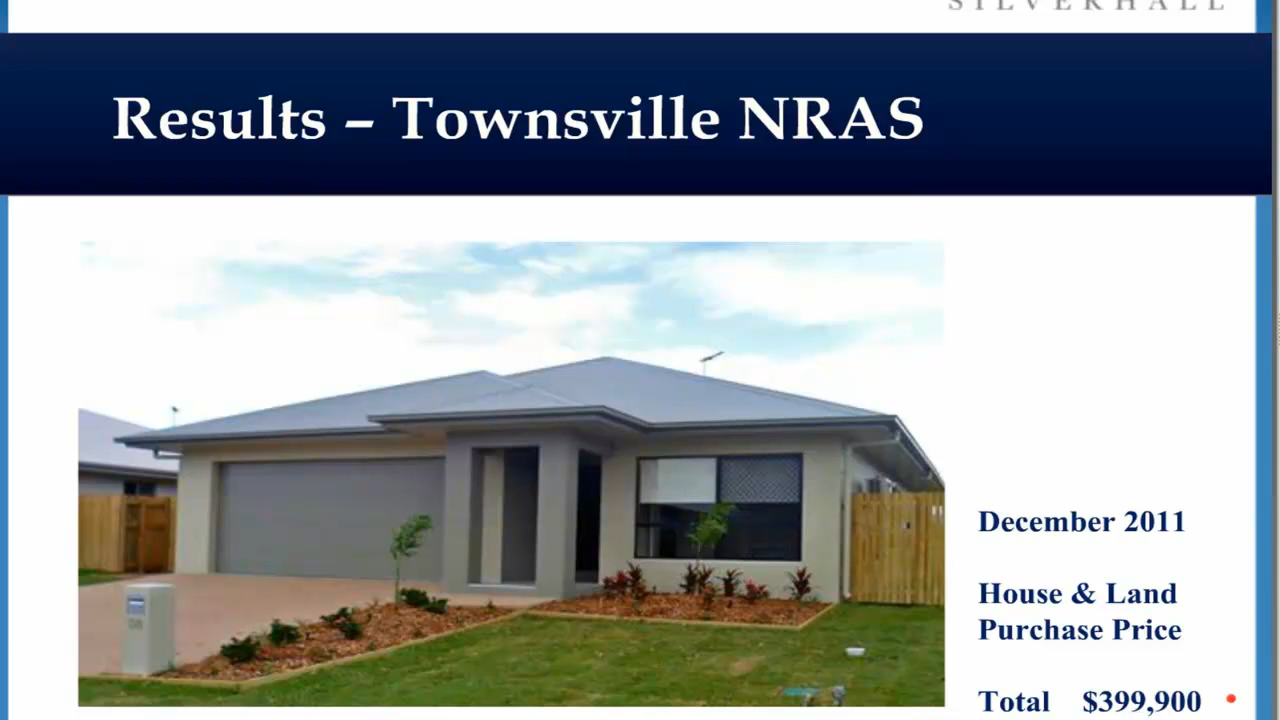 SILVERHALL
Results – Townsville NRAS
December 2011
House & Land
Purchase Price
Total $399,900